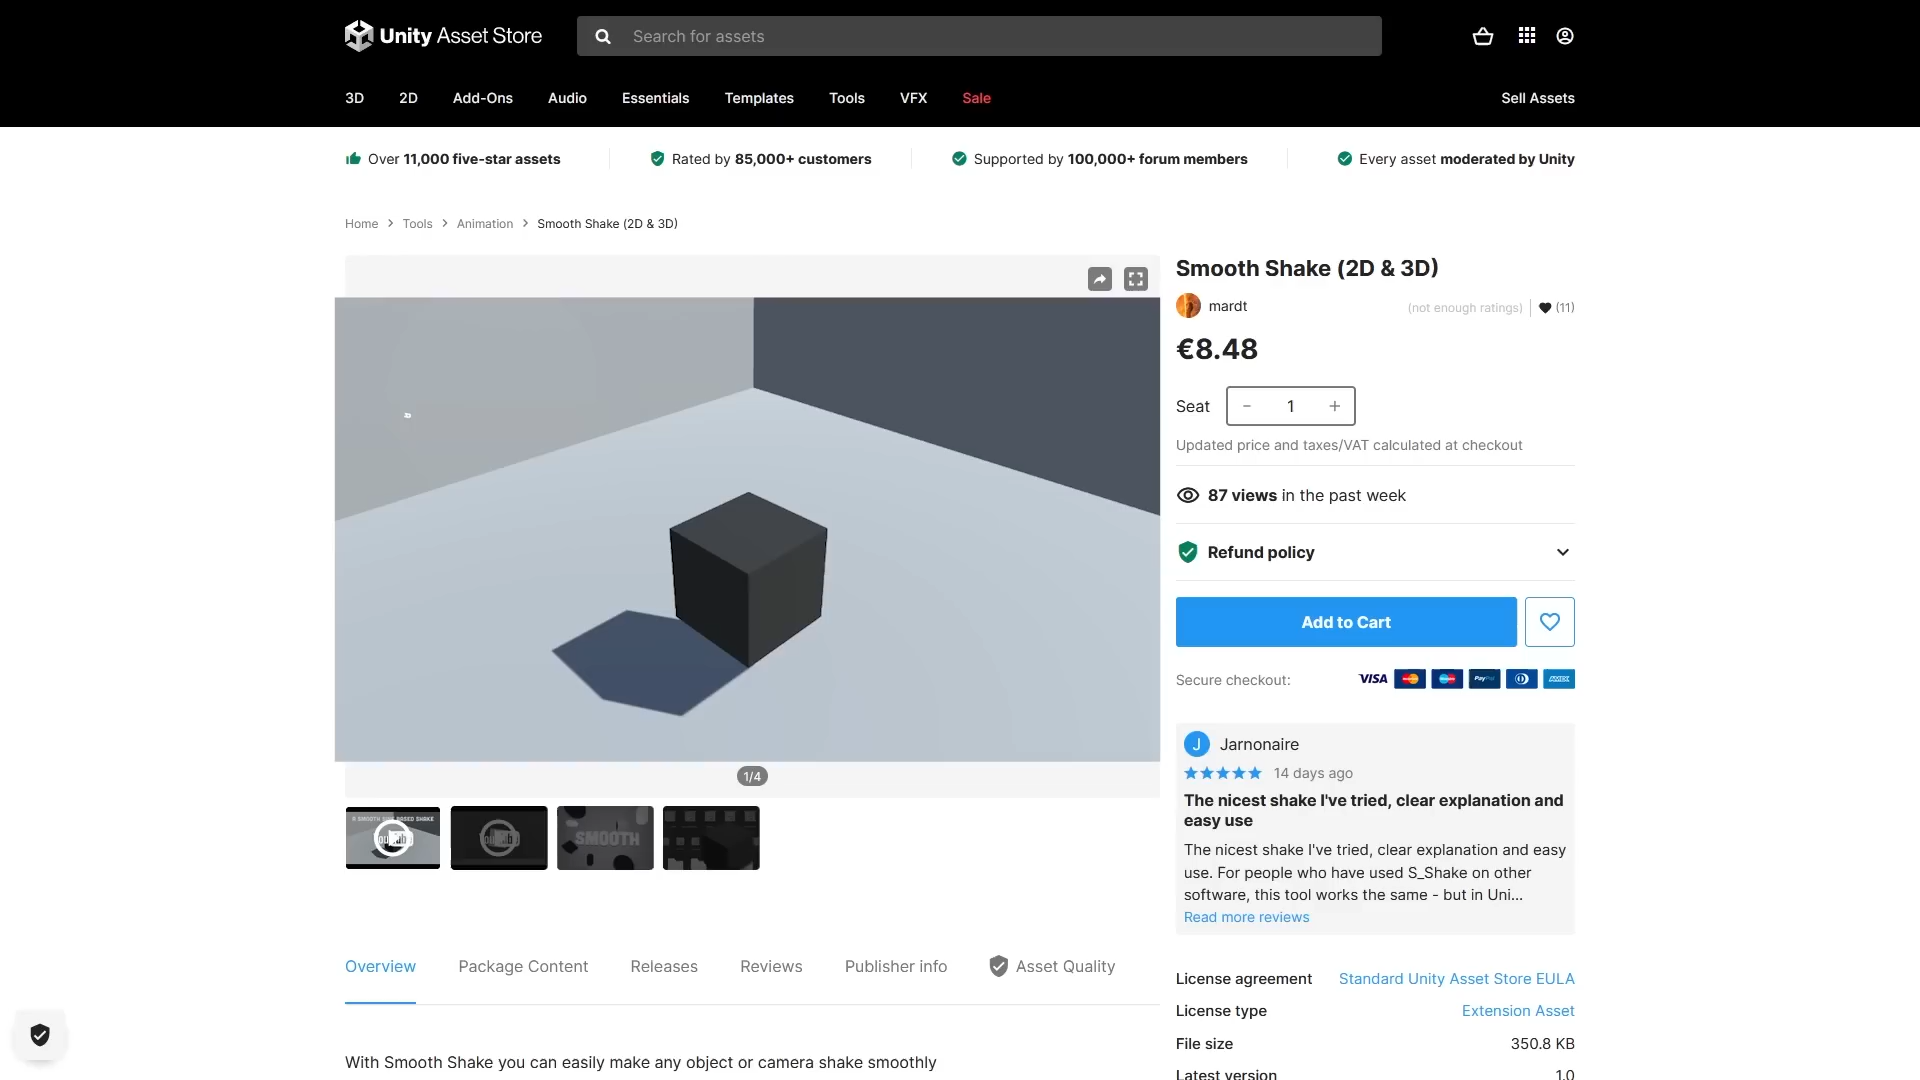 Unity Asset Store
Search for assets
3D 2D Add-Ons Audio Essentials Templates Tools VFX Sale Sell Assets
Over 11,000 five-star assets Rated by 85,000+ customers Supported by 100,000+ forum members Every asset moderated by Unity
Home > Tools > Animation > Smooth Shake (2D & 3D)
Smooth Shake (2D & 3D)
mardt
(not enough ratings) (11)
€8.48
Seat - 1 +
Updated price and taxes/VAT calculated at checkout
87 views in the past week
Refund policy
Add to Cart
Secure checkout: VISA PayPal AMEX
1/4
A SMOOTH SINE BASED SHAKE
YouTube
YouTube
SMOOTH
J Jarnonaire
14 days ago
The nicest shake I've tried, clear explanation and
easy use
The nicest shake I've tried, clear explanation and easy
use. For people who have used S_Shake on other
software, this tool works the same - but in Uni...
Read more reviews
Overview Package Content Releases Reviews Publisher info Asset Quality
With Smooth Shake you can easily make any object or camera shake smoothly
License agreement Standard Unity Asset Store EULA
License type Extension Asset
File size 350.8 KB
Latest version 1.0